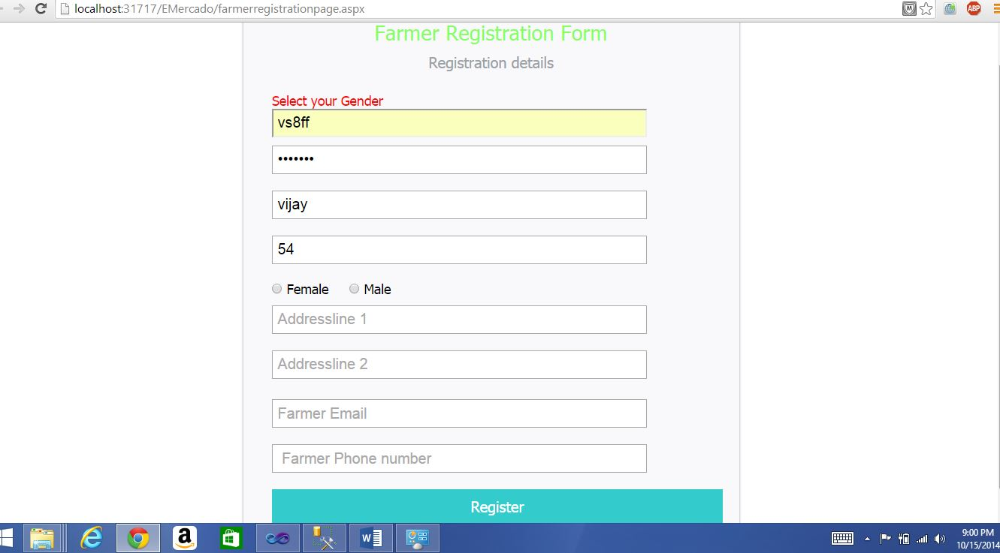 localhost:31717/EMercado/farmerregistrationpage.aspx
ABP
Farmer Registration Form
Registration details
Select your Gender
vs8ff
•••••••
vijay
54
Female Male
Addressline 1
Addressline 2
Farmer Email
Farmer Phone number
Register
9:00 PM
10/15/2014